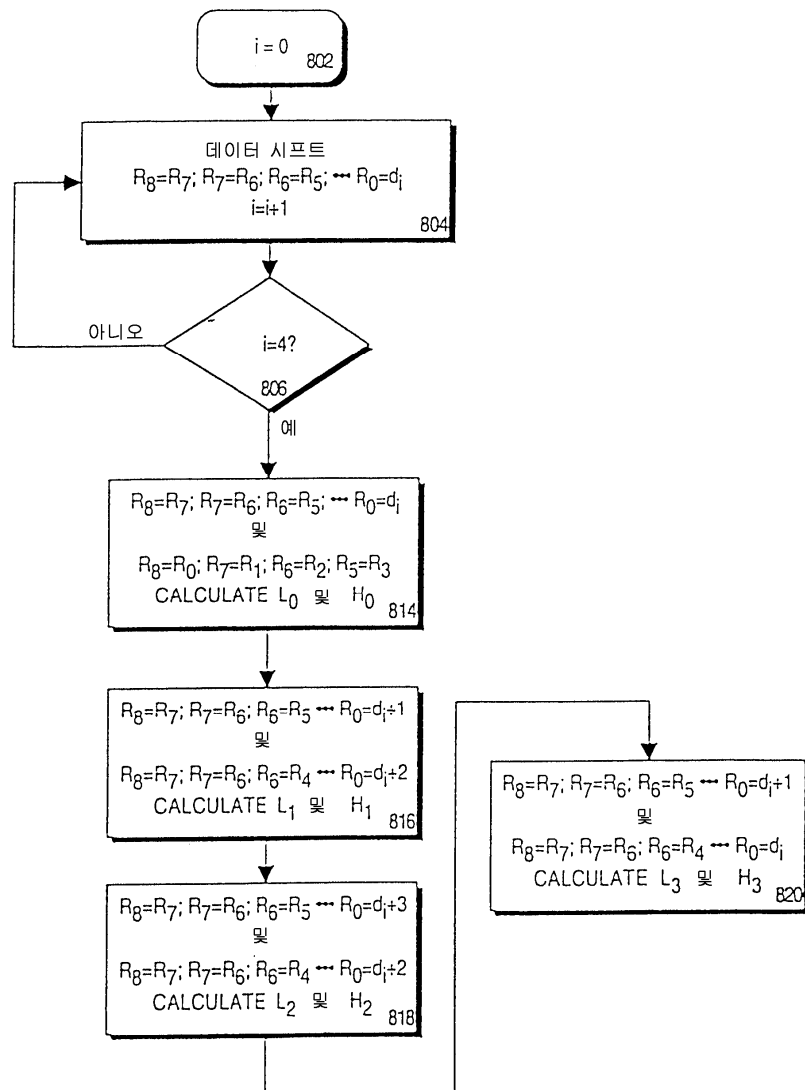 i = 0
802
데이터 시프트
R8=R7; R7=R6; R6=R5; ••• R0=di
i=i+1
804
아니오
i=4?
806
예
R8=R7; R7=R6; R6=R5; ••• R0=di
및
R8=R0; R7=R1; R6=R2; R5=R3
CALCULATE L0 및 H0
814
R8=R7; R7=R6; R6=R5 ••• R0=di÷1
및
R8=R7; R7=R6; R6=R4 ••• R0=di÷2
CALCULATE L1 및 H1
816
R8=R7; R7=R6; R6=R5 ••• R0=di+3
및
R8=R7; R7=R6; R6=R4 ••• R0=di÷2
CALCULATE L2 및 H2
818
R8=R7; R7=R6; R6=R5 ••• R0=di÷1
및
R8=R7; R7=R6; R6=R4 ••• R0=di
CALCULATE L3 및 H3
820